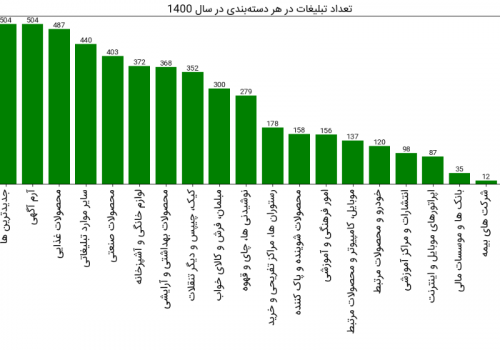 تعداد تبلیغات در هر دسته‌بندی در سال 1400
504
504
487
440
403
372
368
352
300
279
178
158
156
137
120
98
87
35
12
جدیدترین ها
آرم آگهی
محصولات غذایی
سایر موارد تبلیغاتی
محصولات صنعتی
لوازم خانگی و آشپزخانه
محصولات بهداشتی و آرایشی
کیک، چیپس و دیگر تنقلات
مبلمان، فرش و کالای خواب
نوشیدنی ها، چای و قهوه
رستوران ها، مراکز تفریحی و خرید
محصولات شوینده و پاک کننده
امور فرهنگی و آموزشی
موبایل، کامپیوتر و محصولات مرتبط
خودرو و محصولات مرتبط
انتشارات و مراکز آموزشی
اپراتورهای موبایل و اینترنت
بانک ها و موسسات مالی
شرکت های بیمه